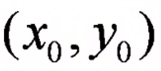 (x₀, y₀)